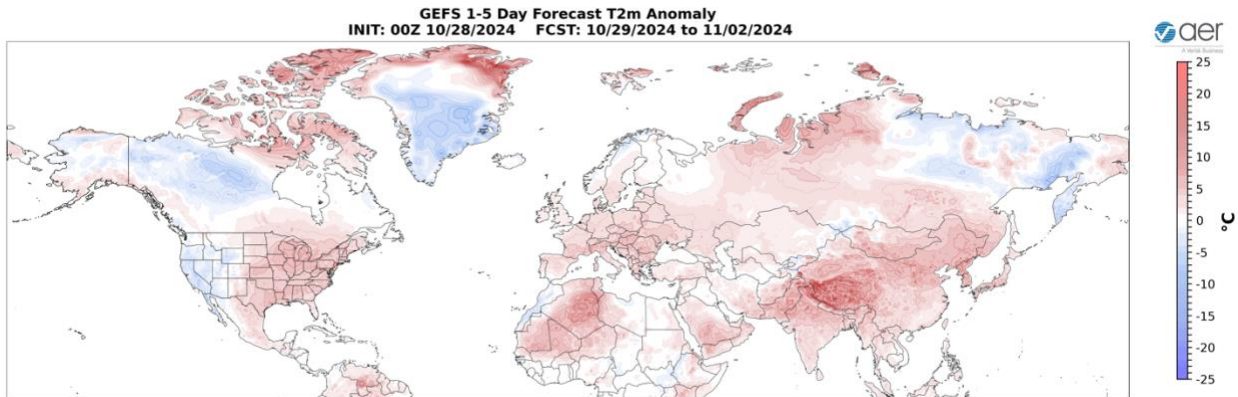 GEFS 1-5 Day Forecast T2m Anomaly
INIT: 00Z 10/28/2024 FCST: 10/29/2024 to 11/02/2024
aer
A Verisk Business
25
20
15
10
5
0
-5
-10
-15
-20
-25
°C